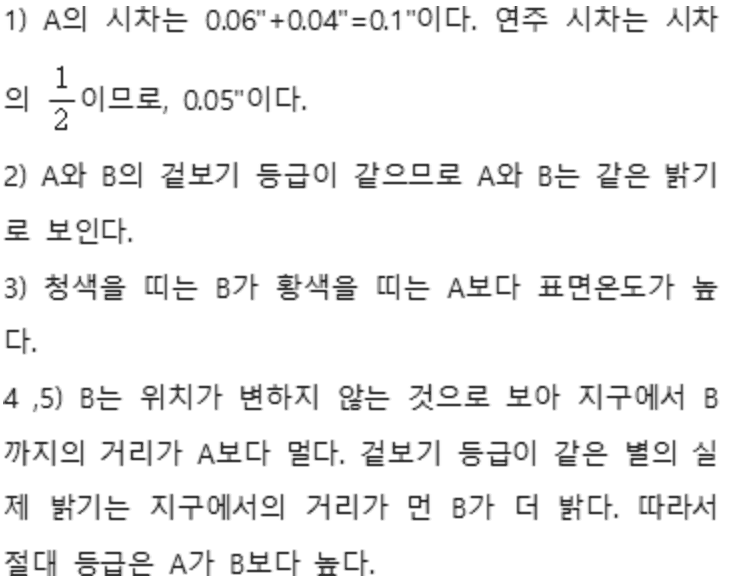 1) A의 시차는 0.06"+0.04"=0.1"이다. 연주 시차는 시차
의 1/2이므로, 0.05"이다.
2) A와 B의 겉보기 등급이 같으므로 A와 B는 같은 밝기
로 보인다.
3) 청색을 띠는 B가 황색을 띠는 A보다 표면온도가 높
다.
4 ,5) B는 위치가 변하지 않는 것으로 보아 지구에서 B
까지의 거리가 A보다 멀다. 겉보기 등급이 같은 별의 실
제 밝기는 지구에서의 거리가 먼 B가 더 밝다. 따라서
절대 등급은 A가 B보다 높다.